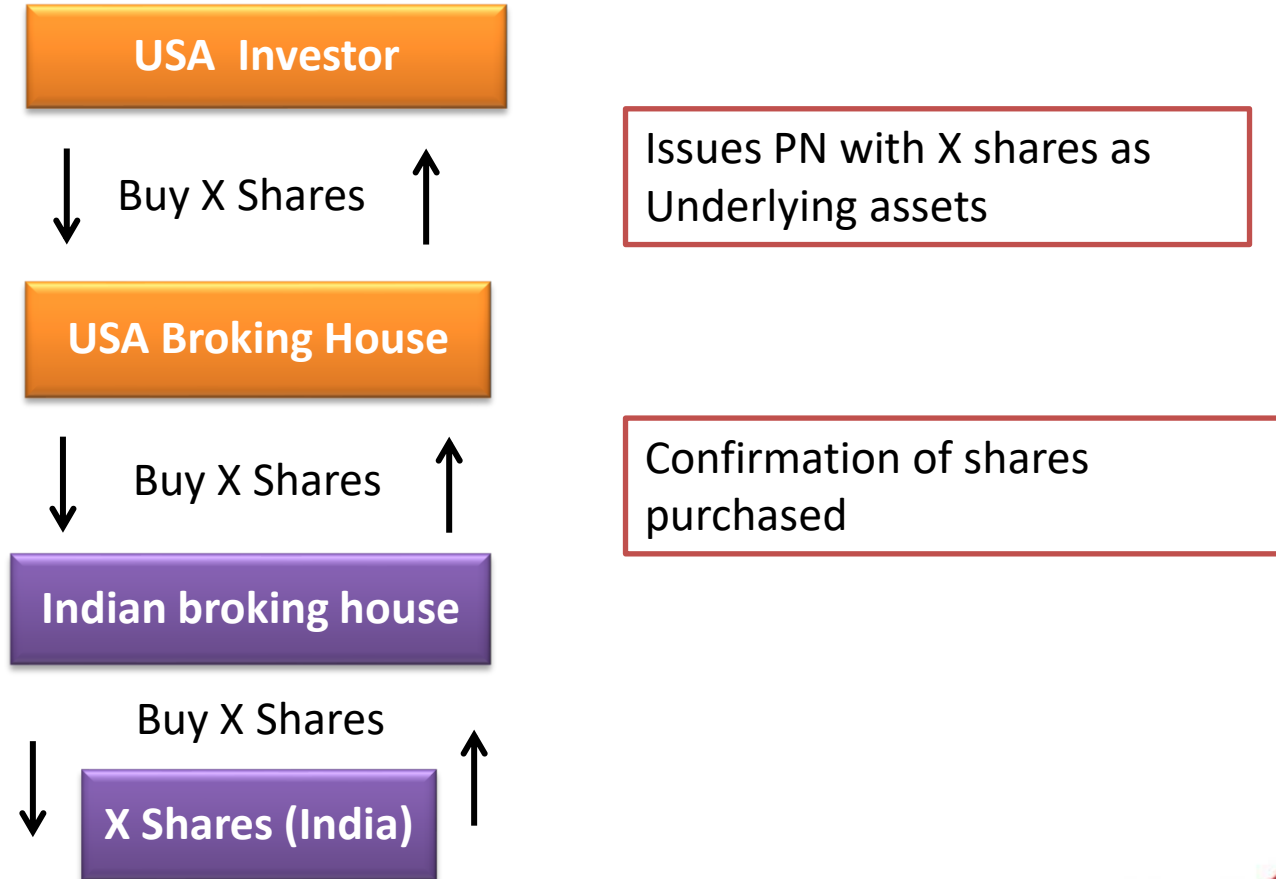 USA  Investor
Buy X Shares
Issues PN with X shares as
Underlying assets
USA Broking House
Buy X Shares
Confirmation of shares
purchased
Indian broking house
Buy X Shares
X Shares (India)